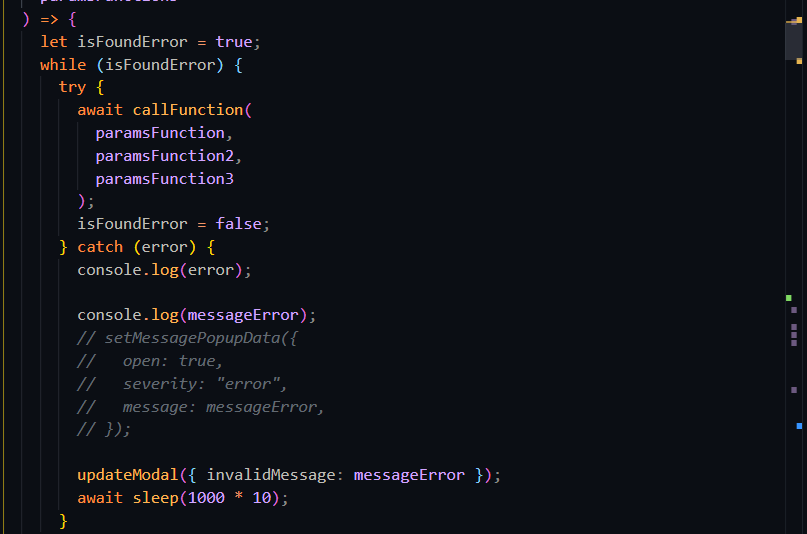 ) => {
let isFoundError = true;
while (isFoundError) {
try {
await callFunction(
paramsFunction,
paramsFunction2,
paramsFunction3
);
isFoundError = false;
} catch (error) {
console.log(error);
console.log(messageError);
// setMessagePopupData({
//   open: true,
//   severity: "error",
//   message: messageError,
// });
updateModal({ invalidMessage: messageError });
await sleep(1000 * 10);
}